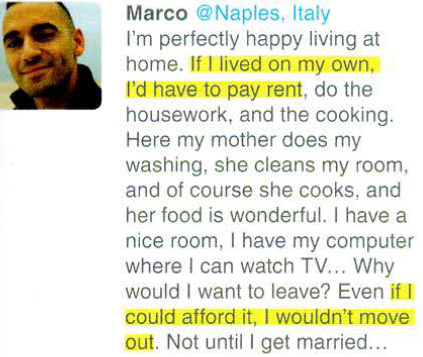 Marco @Naples, Italy
I'm perfectly happy living at
home. If I lived on my own,
I'd have to pay rent, do the
housework, and the cooking.
Here my mother does my
washing, she cleans my room,
and of course she cooks, and
her food is wonderful. I have a
nice room, I have my computer
where I can watch TV... Why
would I want to leave? Even if I
could afford it, I wouldn't move
out. Not until I get married...